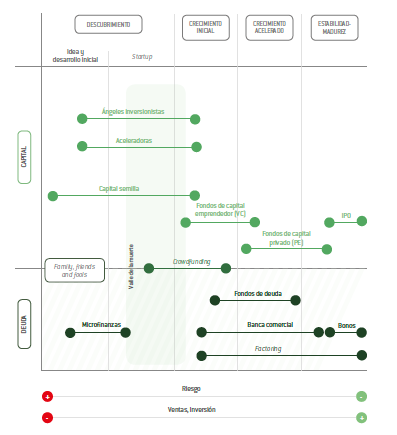 DESCUBRIMIENTO
CRECIMIENTO
INICIAL
CRECIMIENTO
ACELERADO
ESTABILIDAD-
MADUREZ
Idea y
desarrollo inicial
Startup
CAPITAL
Ángeles inversionistas
Aceleradoras
Capital semilla
Fondos de capital
emprendedor (VC)
IPO
Fondos de capital
privado (PE)
Valle de la muerte
Family, friends
and fools
Crowdfunding
DEUDA
Fondos de deuda
Microfinanzas
Banca comercial
Bonos
Factoring
Riesgo
+
-
Ventas, Inversión
-
+